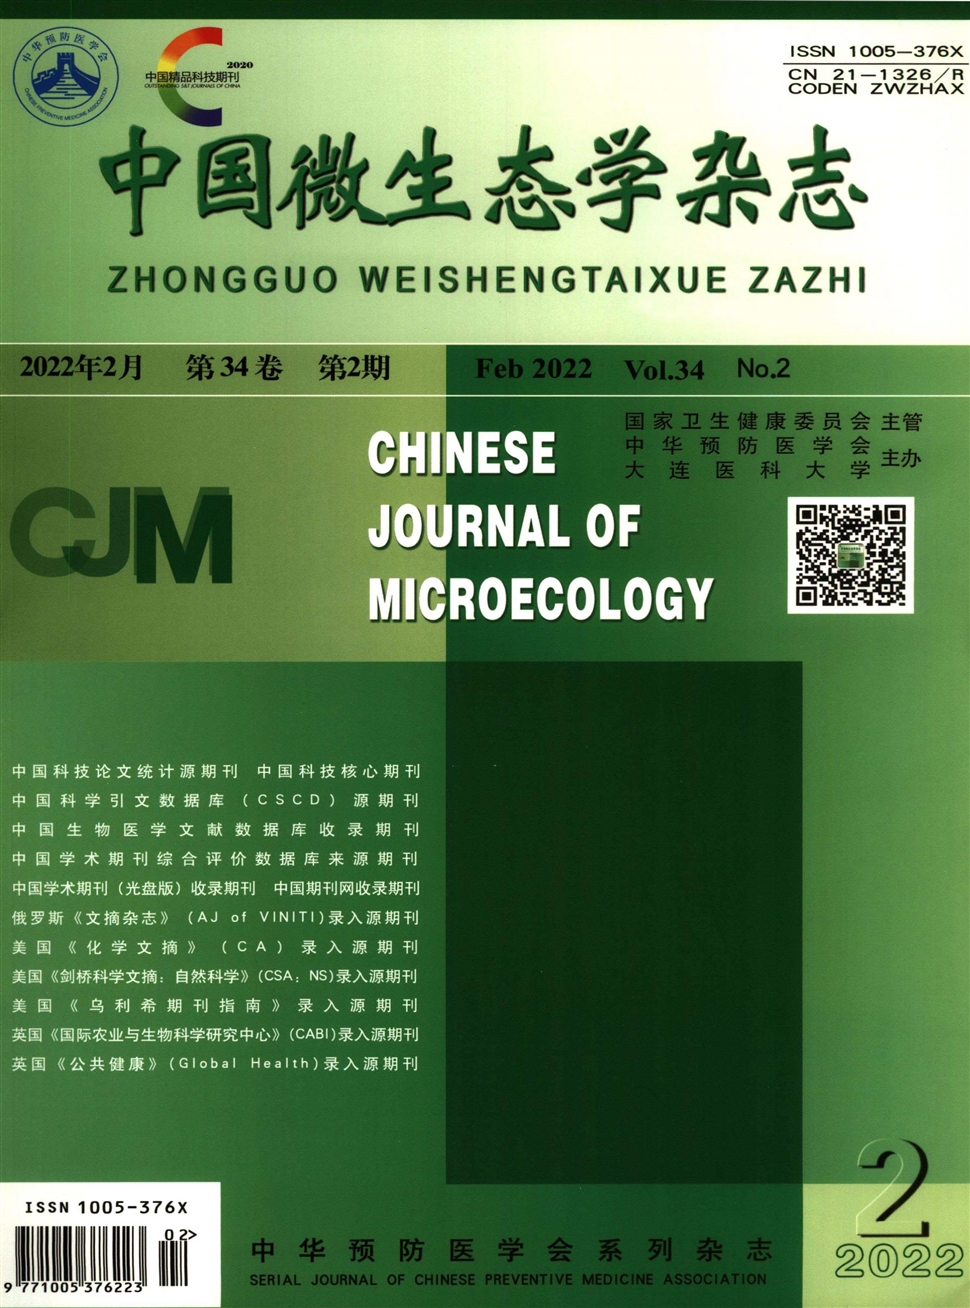 中华预防医学会
CHINESE PREVENTIVE MEDICINE ASSOCIATION
2020
中国精品科技期刊
OUTSTANDING S&T JOURNALS OF CHINA
ISSN 1005-376X
CN 21-1326/R
CODEN ZWZHAX
中国微生态学杂志
ZHONGGUO WEISHENGTAIXUE ZAZHI
2022年2月 第34卷 第2期 Feb 2022 Vol.34 No.2
国家卫生健康委员会 主管
中华预防医学会
大连医科大学 主办
CJM
CHINESE
JOURNAL OF
MICROECOLOGY
中国科技论文统计源期刊 中国科技核心期刊
中国科学引文数据库(CSCD)源期刊
中国生物医学文献数据库收录期刊
中国学术期刊综合评价数据库来源期刊
中国学术期刊(光盘版)收录期刊 中国期刊网收录期刊
俄罗斯《文摘杂志》(AJ of VINITI)录入源期刊
美国《化学文摘》(CA)录入源期刊
美国《剑桥科学文摘:自然科学》(CSA:NS)录入源期刊
美国《乌利希期刊指南》录入源期刊
英国《国际农业与生物科学研究中心》(CABI)录入源期刊
英国《公共健康》(Global Health)录入源期刊
2
2022
ISSN 1005-376X
02>
9 771005 376223
中华预防医学会系列杂志
SERIAL JOURNAL OF CHINESE PREVENTIVE MEDICINE ASSOCIATION